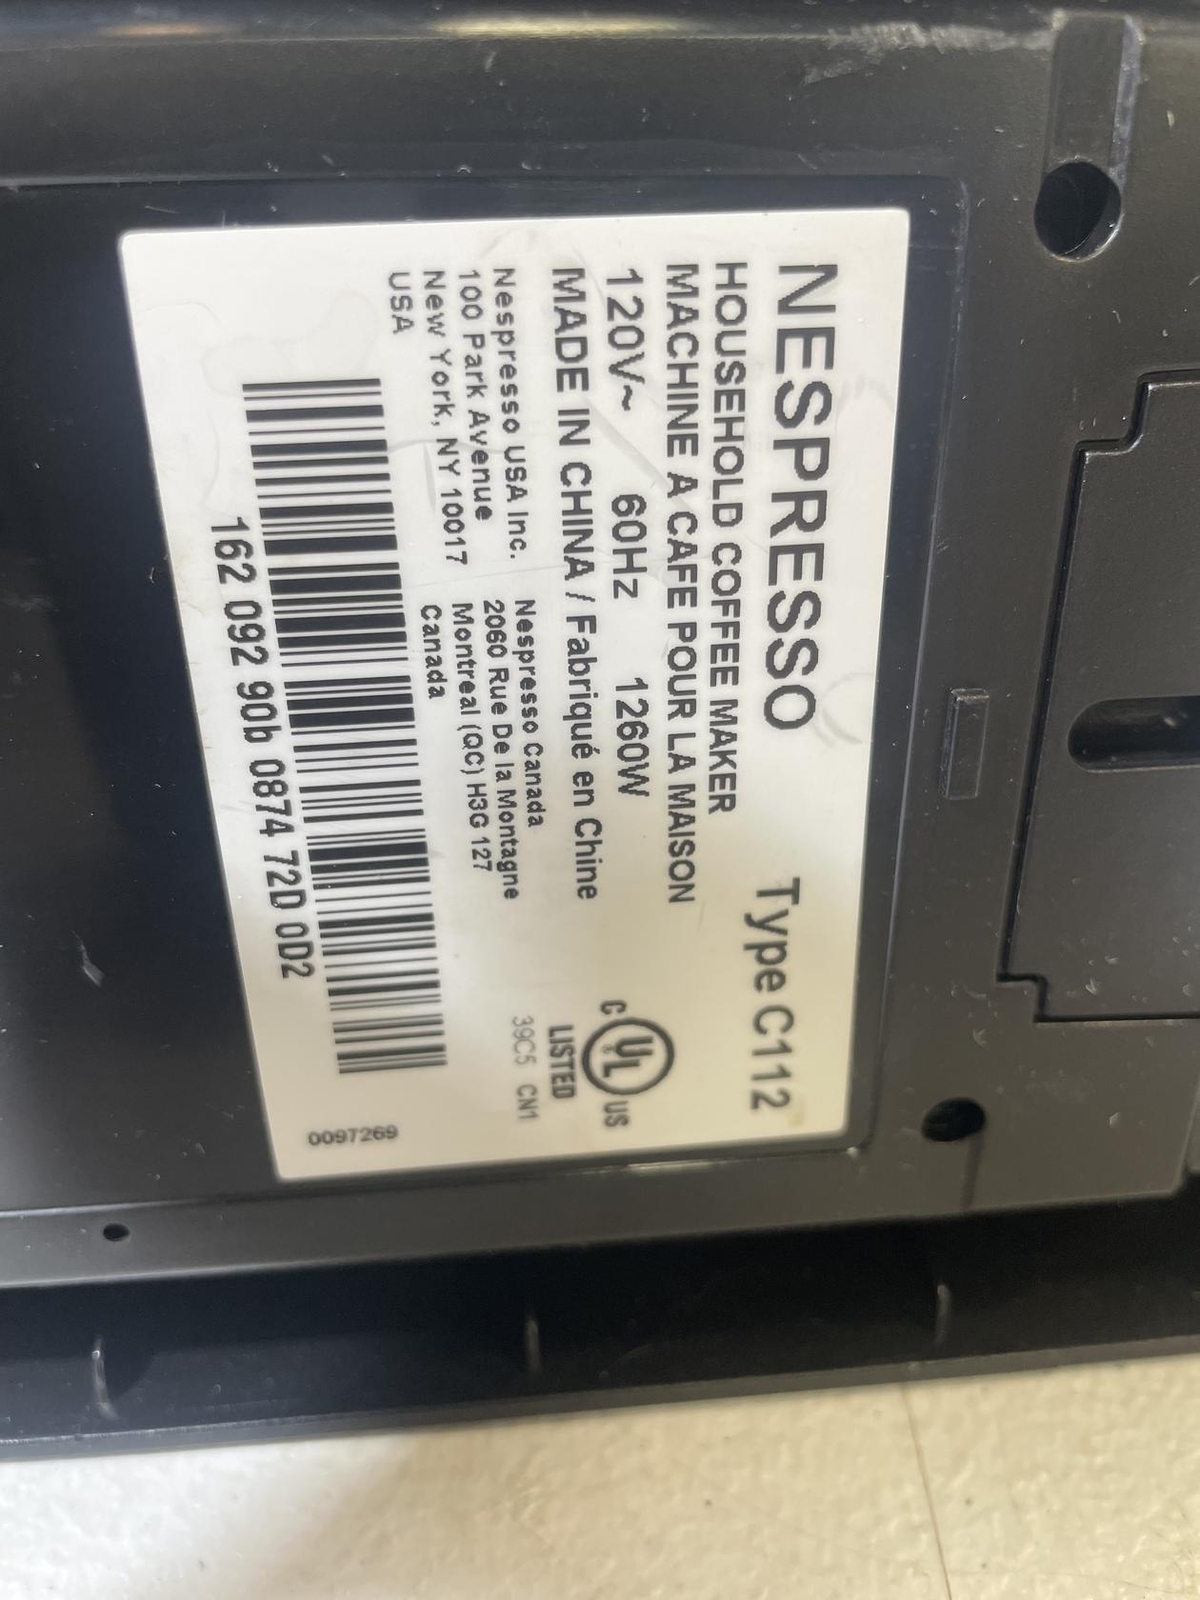 NESPRESSO Type C112
HOUSEHOLD COFFEE MAKER
MACHINE A CAFE POUR LA MAISON
120V~ 60Hz 1260W
MADE IN CHINA / Fabriqué en Chine
Nespresso USA Inc.
100 Park Avenue
New York, NY 10017
USA
Nespresso Canada
2060 Rue De la Montagne
Montreal (QC) H3G 1Z7
Canada
C UL US
LISTED
39C5 CN1
162 092 90b 0874 72D 0D2
0097269